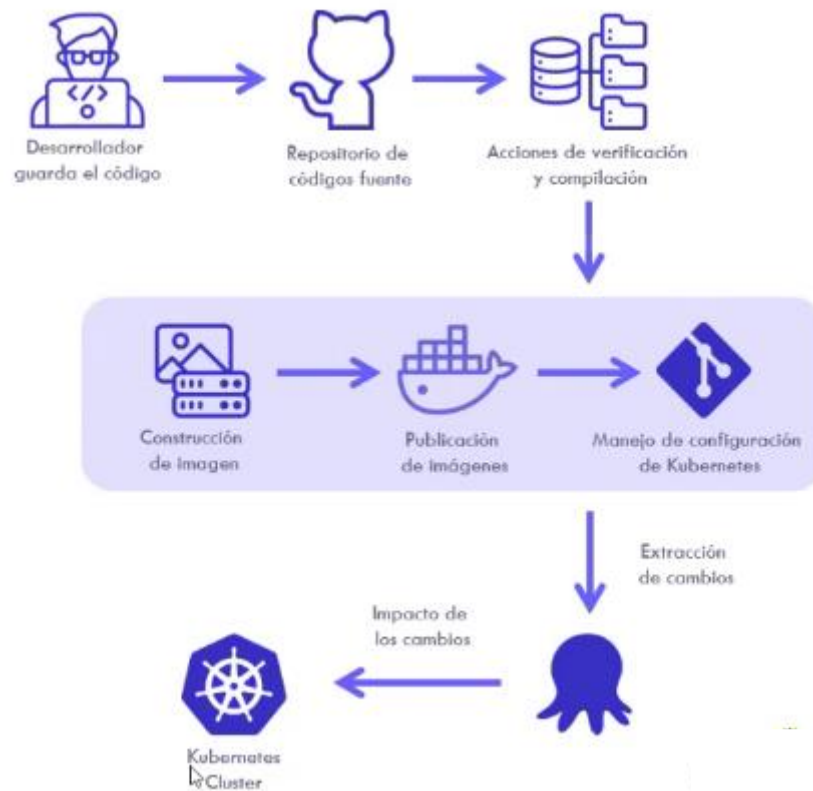 Desarrollador
guarda el código
Repositorio de
códigos fuente
Acciones de verificación
y compilación
Construcción
de imagen
Publicación
de imágenes
Manejo de configuración
de Kubernetes
Extracción
de cambios
Impacto de
los cambios
Kubernetes
Cluster